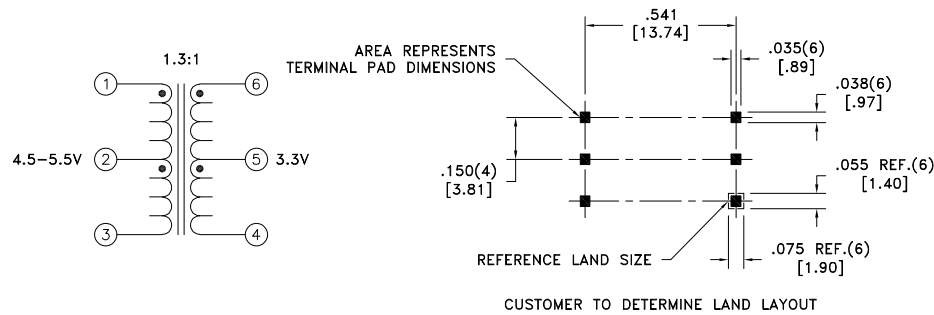 1.3:1
1
6
4.5–5.5V
2
5
3.3V
3
4
AREA REPRESENTS
TERMINAL PAD DIMENSIONS
.541
[13.74]
.035(6)
[.89]
.038(6)
[.97]
.150(4)
[3.81]
.055 REF.(6)
[1.40]
REFERENCE LAND SIZE
.075 REF.(6)
[1.90]
CUSTOMER TO DETERMINE LAND LAYOUT